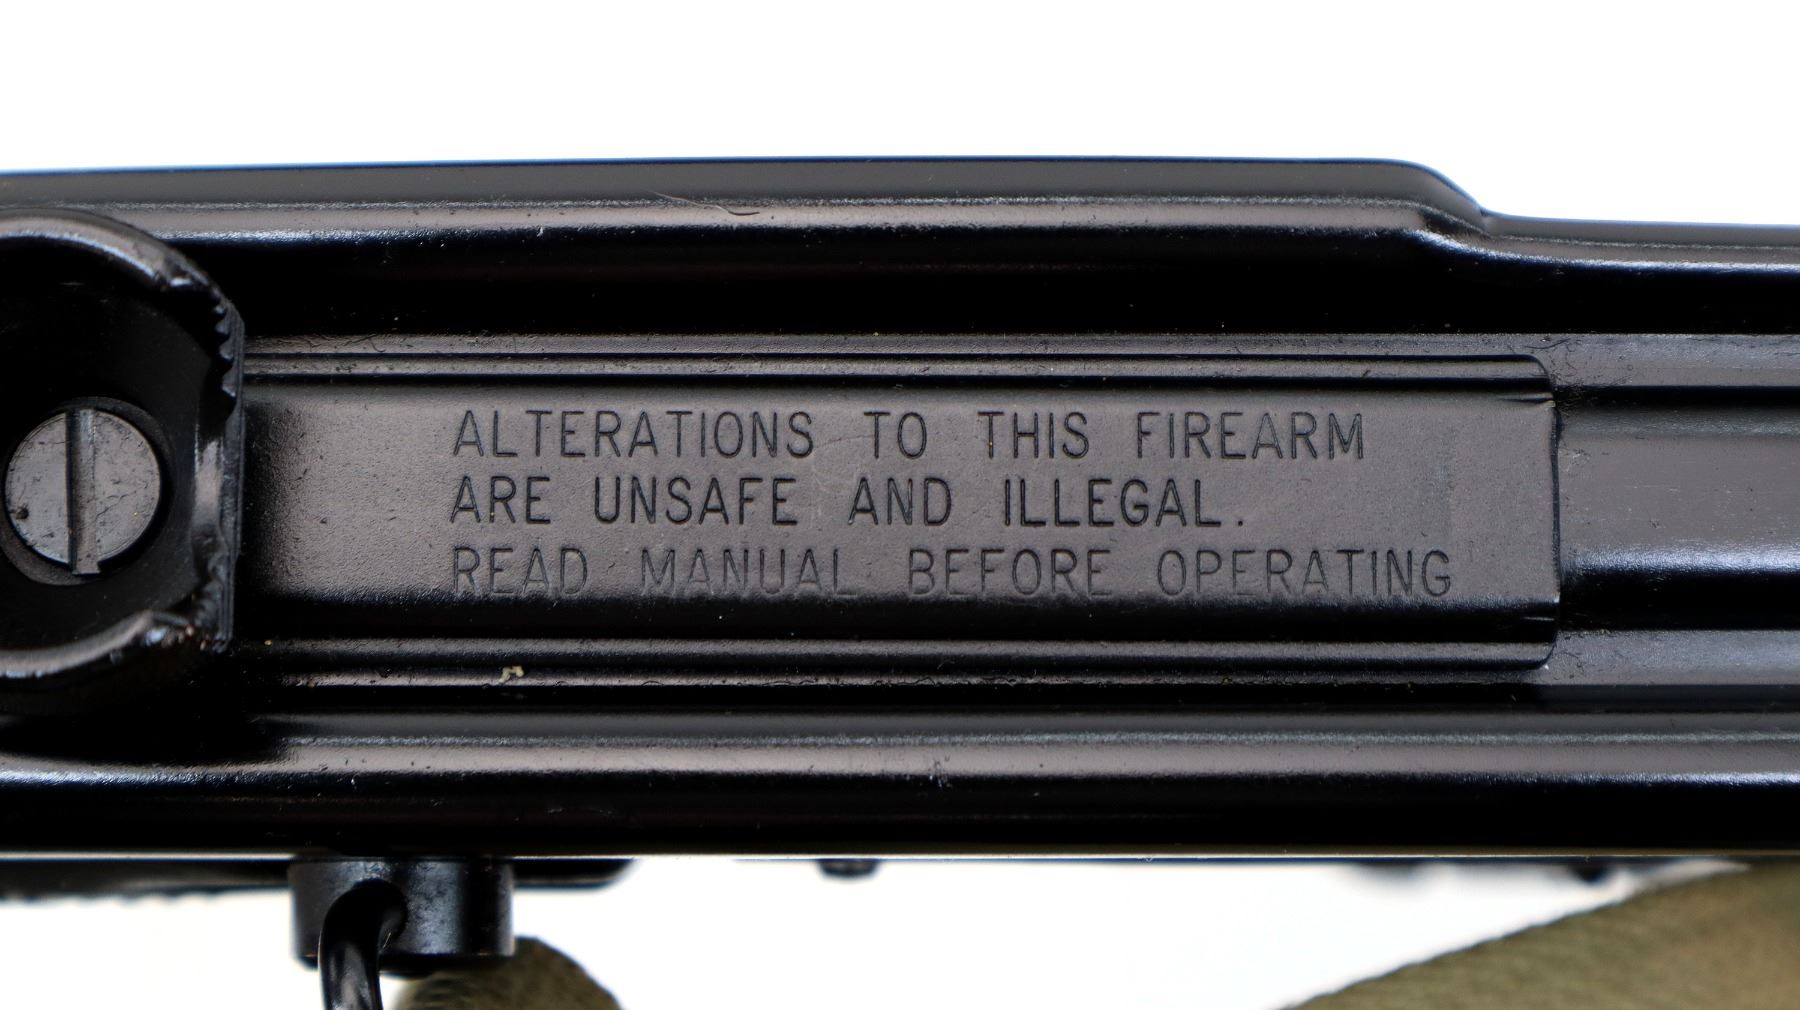 ALTERATIONS TO THIS FIREARM
ARE UNSAFE AND ILLEGAL.
READ MANUAL BEFORE OPERATING